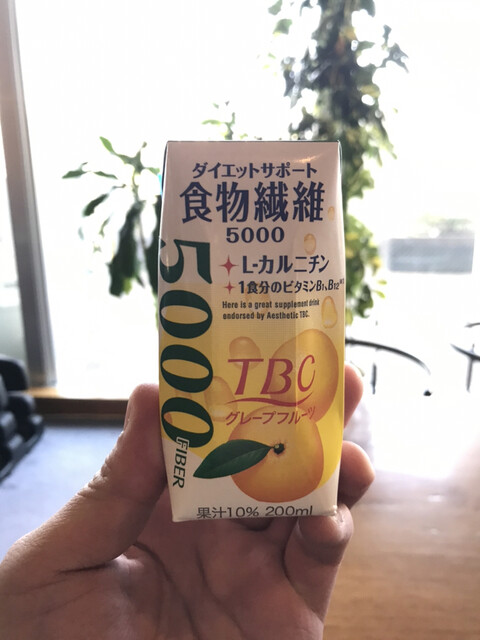 ダイエットサポート
食物繊維
5000
L-カルニチン
1食分のビタミンB1、B12
Here is a great supplement drink
endorsed by Aesthetic TBC.
5000
FIBER
TBC
グレープフルーツ
果汁10% 200ml